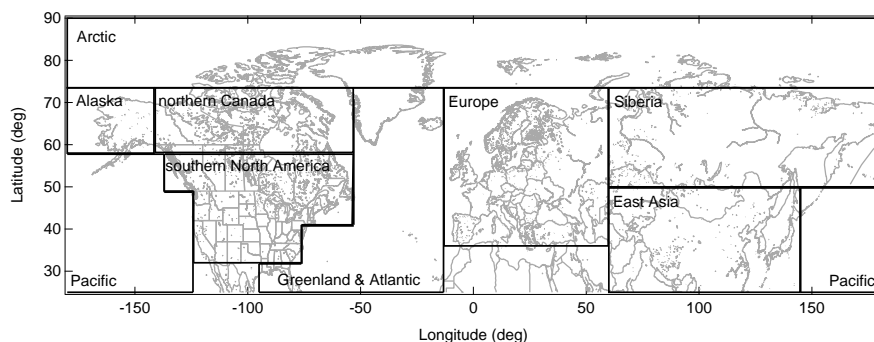 90
Arctic
80
70
Alaska
northern Canada
Europe
Siberia
60
southern North America
50
East Asia
40
30
Pacific
Greenland & Atlantic
Pacific
-150
-100
-50
0
50
100
150
Latitude (deg)
Longitude (deg)